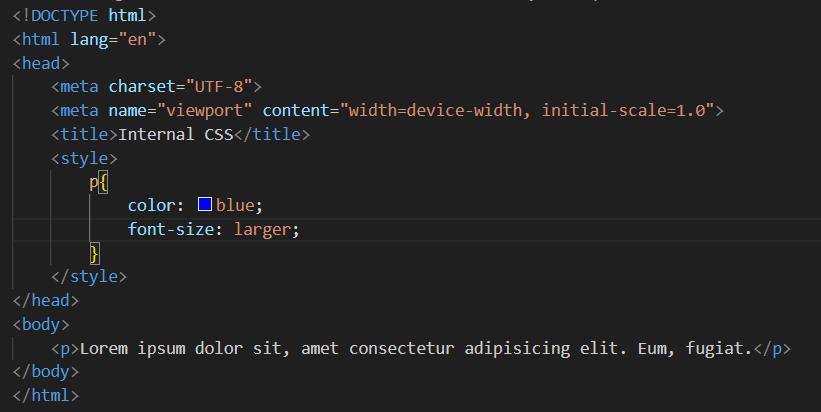 <!DOCTYPE html>
<html lang="en">
<head>
    <meta charset="UTF-8">
    <meta name="viewport" content="width=device-width, initial-scale=1.0">
    <title>Internal CSS</title>
    <style>
        p{
            color: blue;
            font-size: larger;
        }
    </style>
</head>
<body>
    <p>Lorem ipsum dolor sit, amet consectetur adipisicing elit. Eum, fugiat.</p>
</body>
</html>